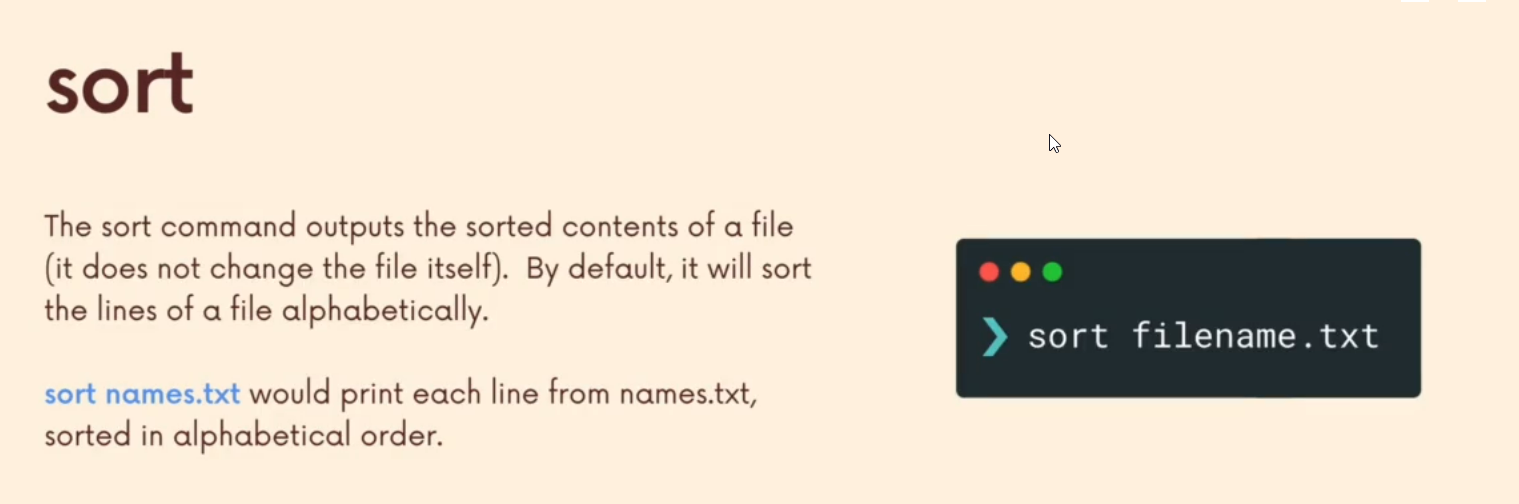 sort
The sort command outputs the sorted contents of a file
(it does not change the file itself).  By default, it will sort
the lines of a file alphabetically.
sort names.txt would print each line from names.txt,
sorted in alphabetical order.
❯ sort filename.txt